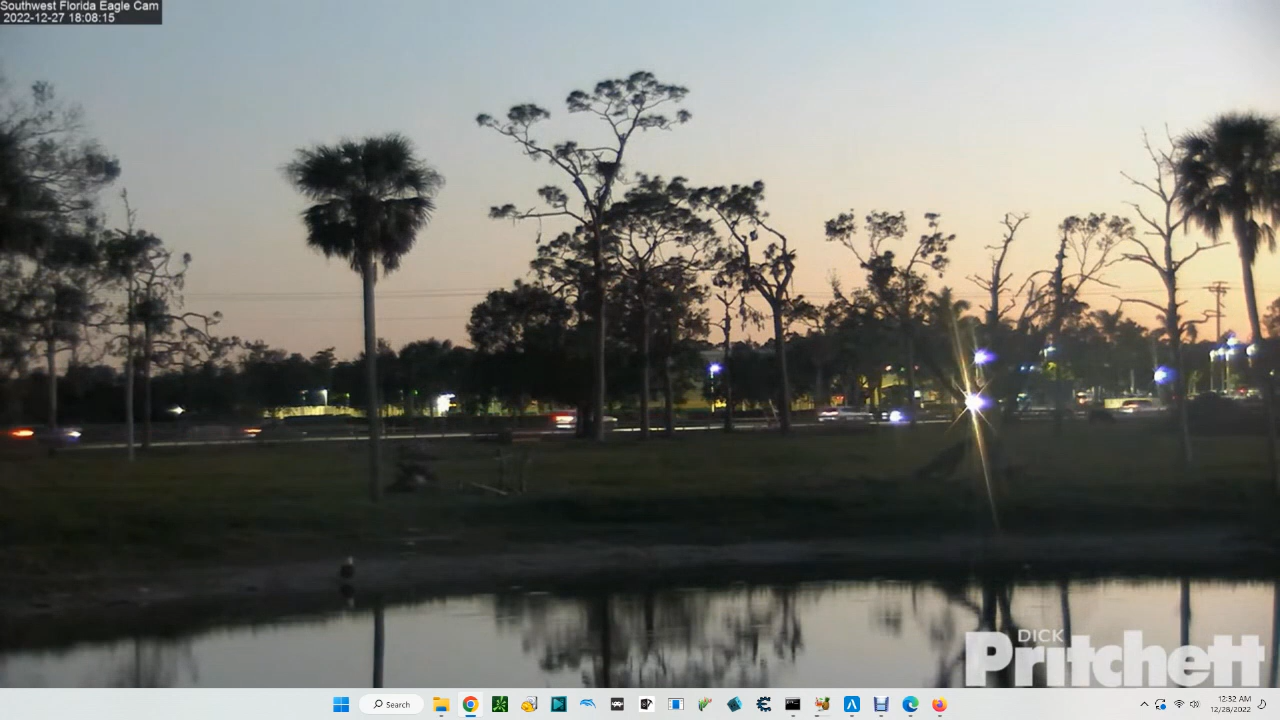 Southwest Florida Eagle Cam
2022-12-27 18:08:15
DICK
Pritchett
Search
12:32 AM
12/28/2022